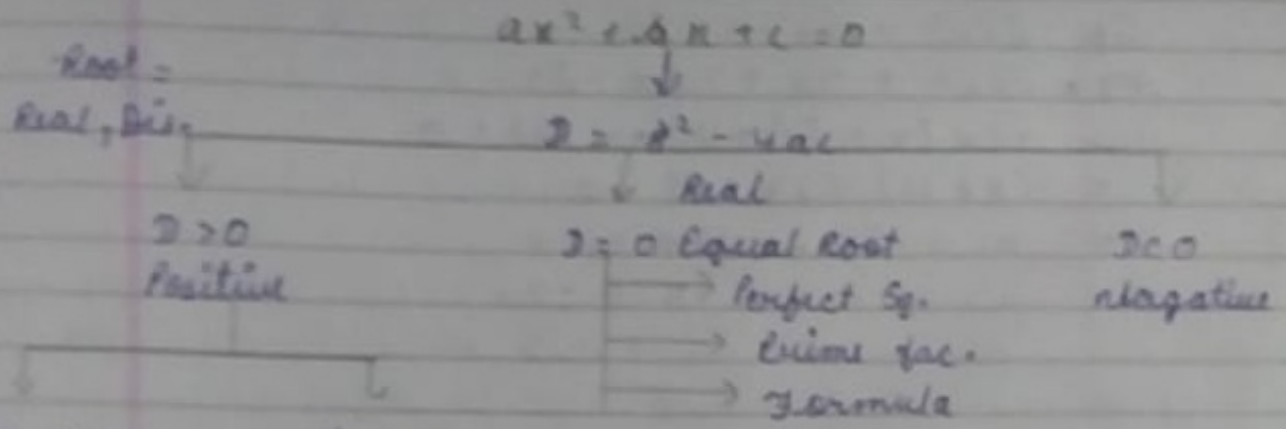 ax² + bx + c = 0
Root =
Real, Dis.
D = b² - 4ac
Real
D > 0
D = 0 Equal Root
D < 0
Positive
Perfect Sq.
Negative
Prime fac.
Formula